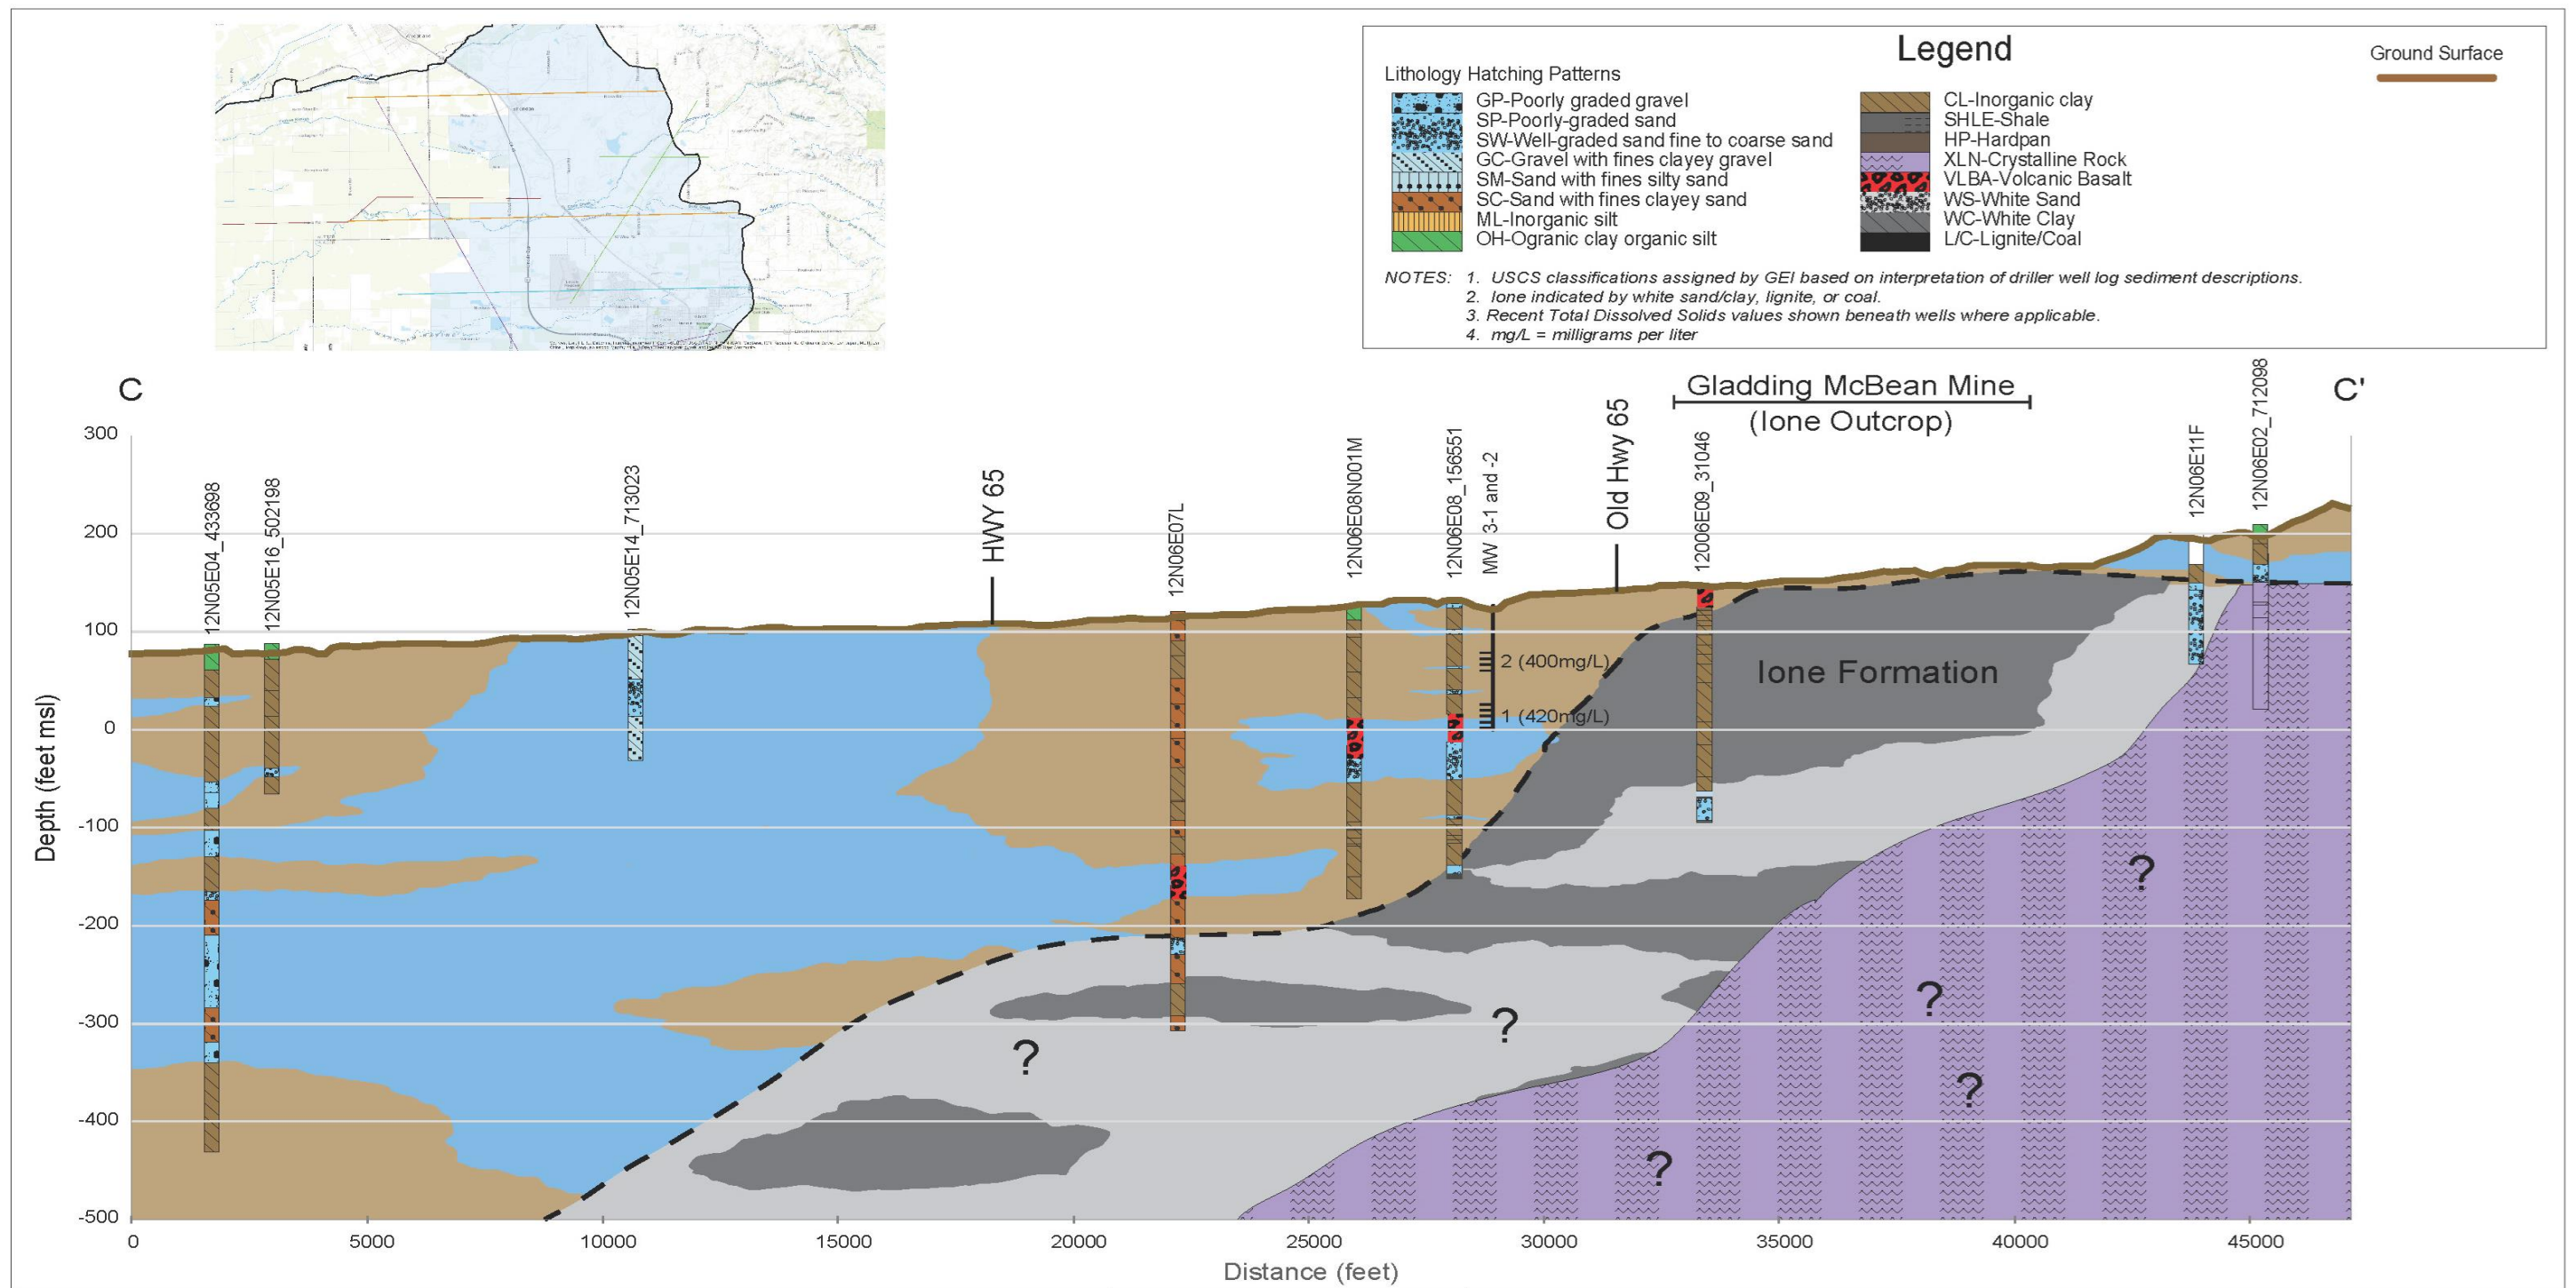 Legend
Ground Surface
Lithology Hatching Patterns
GP-Poorly graded gravel
SP-Poorly-graded sand
SW-Well-graded sand fine to coarse sand
GC-Gravel with fines clayey gravel
SM-Sand with fines silty sand
SC-Sand with fines clayey sand
ML-Inorganic silt
OH-Ogranic clay organic silt
CL-Inorganic clay
SHLE-Shale
HP-Hardpan
XLN-Crystalline Rock
VLBA-Volcanic Basalt
WS-White Sand
WC-White Clay
L/C-Lignite/Coal
NOTES: 1. USCS classifications assigned by GEI based on interpretation of driller well log sediment descriptions.
2. Ione indicated by white sand/clay, lignite, or coal.
3. Recent Total Dissolved Solids values shown beneath wells where applicable.
4. mg/L = milligrams per liter
C
C'
Gladding McBean Mine
(Ione Outcrop)
12N05E04_433698
12N05E16_502198
12N05E14_713023
HWY 65
12N06E07L
12N06E08N001M
12N06E08_156551
MW 3-1 and -2
Old Hwy 65
12006E09_31046
12N06E11F
12N06E02_712098
2 (400mg/L)
1 (420mg/L)
Ione Formation
?
?
?
?
?
?
Depth (feet msl)
300
200
100
0
-100
-200
-300
-400
-500
0
5000
10000
15000
20000
25000
30000
35000
40000
45000
Distance (feet)